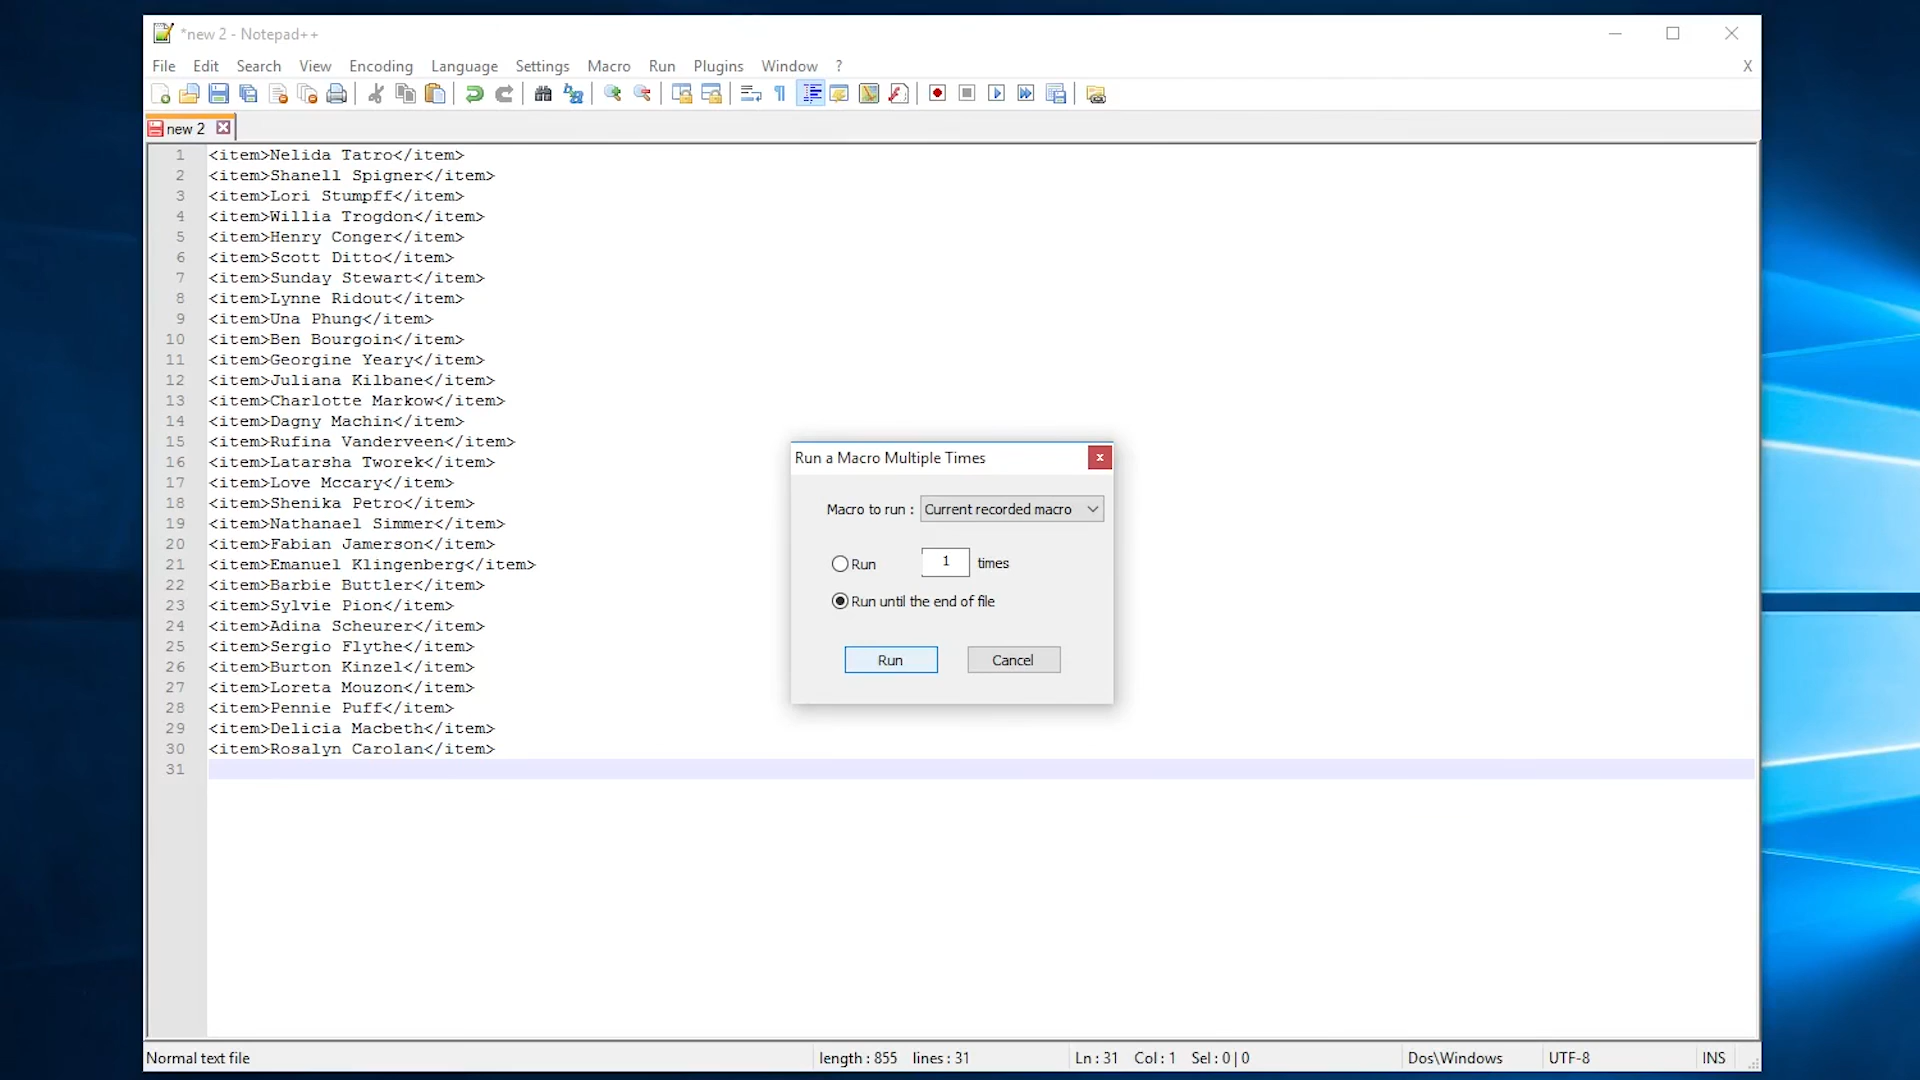 *new 2 - Notepad++
File Edit Search View Encoding Language Settings Macro Run Plugins Window ? X
new 2
1 <item>Nelida Tatro</item>
2 <item>Shanell Spigner</item>
3 <item>Lori Stumpff</item>
4 <item>Willia Trogdon</item>
5 <item>Henry Conger</item>
6 <item>Scott Ditto</item>
7 <item>Sunday Stewart</item>
8 <item>Lynne Ridout</item>
9 <item>Una Phung</item>
10 <item>Ben Bourgoin</item>
11 <item>Georgine Yeary</item>
12 <item>Juliana Kilbane</item>
13 <item>Charlotte Markow</item>
14 <item>Dagny Machin</item>
15 <item>Rufina Vanderveen</item>
16 <item>Latarsha Tworek</item>
17 <item>Love Mccary</item>
18 <item>Shenika Petro</item>
19 <item>Nathanael Simmer</item>
20 <item>Fabian Jamerson</item>
21 <item>Emanuel Klingenberg</item>
22 <item>Barbie Buttler</item>
23 <item>Sylvie Pion</item>
24 <item>Adina Scheurer</item>
25 <item>Sergio Flythe</item>
26 <item>Burton Kinzel</item>
27 <item>Loreta Mouzon</item>
28 <item>Pennie Puff</item>
29 <item>Delicia Macbeth</item>
30 <item>Rosalyn Carolan</item>
31
Run a Macro Multiple Times x
Macro to run : Current recorded macro
Run 1 times
Run until the end of file
Run Cancel
Normal text file length : 855 lines : 31 Ln : 31 Col : 1 Sel : 0 | 0 Dos\Windows UTF-8 INS